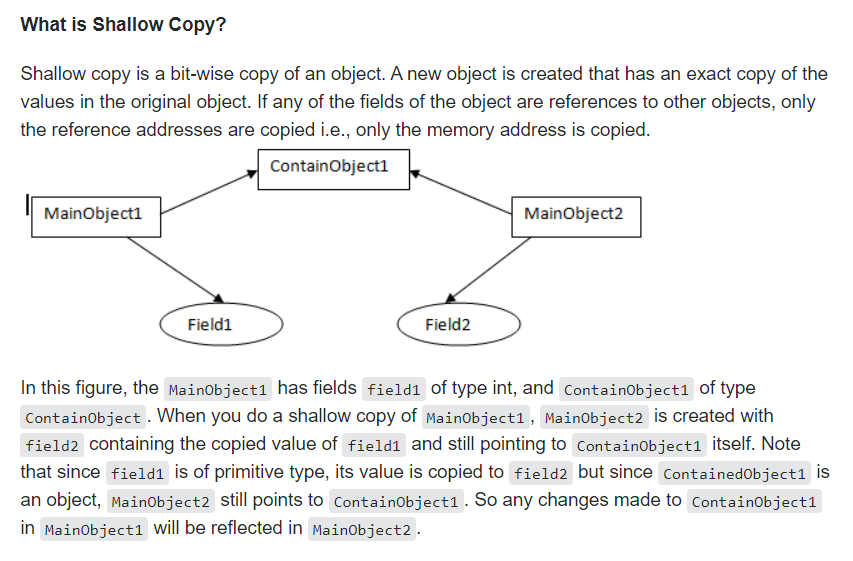 What is Shallow Copy?
Shallow copy is a bit-wise copy of an object. A new object is created that has an exact copy of the
values in the original object. If any of the fields of the object are references to other objects, only
the reference addresses are copied i.e., only the memory address is copied.
ContainObject1
MainObject1
MainObject2
Field1
Field2
In this figure, the MainObject1 has fields field1 of type int, and ContainObject1 of type
ContainObject . When you do a shallow copy of MainObject1 , MainObject2 is created with
field2 containing the copied value of field1 and still pointing to ContainObject1 itself. Note
that since field1 is of primitive type, its value is copied to field2 but since ContainedObject1 is
an object, MainObject2 still points to ContainObject1 . So any changes made to ContainObject1
in MainObject1 will be reflected in MainObject2 .